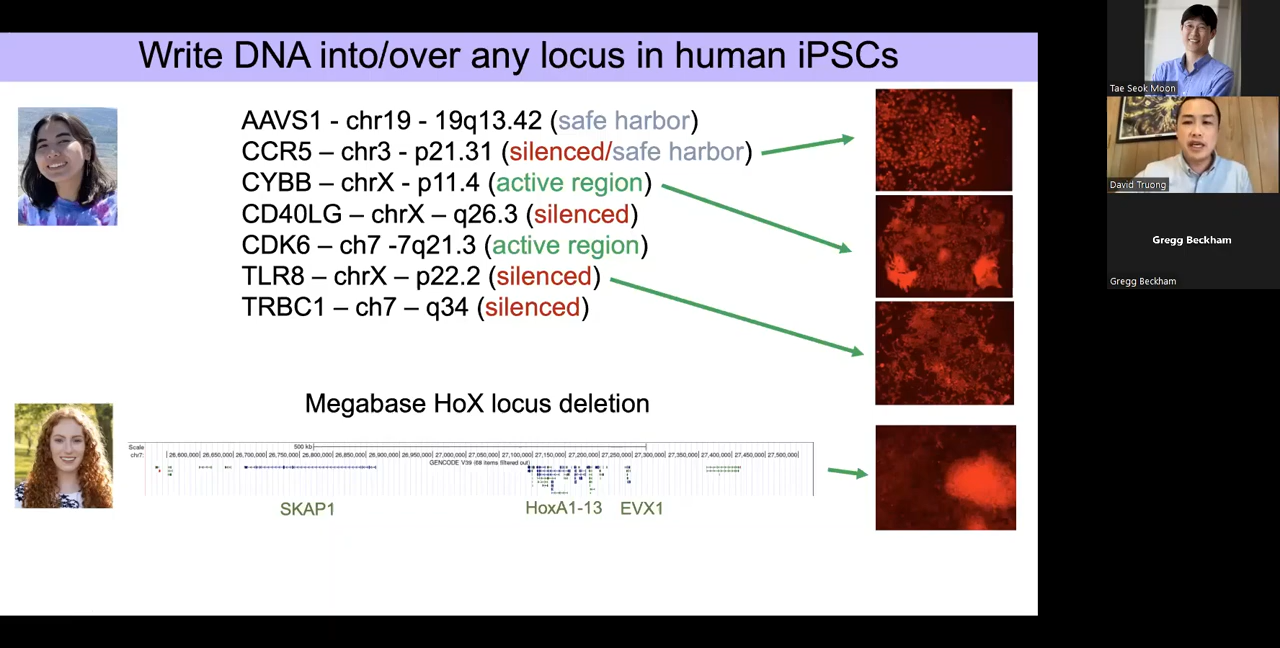 Write DNA into/over any locus in human iPSCs
AAVS1 - chr19 - 19q13.42 (safe harbor)
CCR5 – chr3 - p21.31 (silenced/safe harbor)
CYBB – chrX - p11.4 (active region)
CD40LG – chrX – q26.3 (silenced)
CDK6 – ch7 -7q21.3 (active region)
TLR8 – chrX – p22.2 (silenced)
TRBC1 – ch7 – q34 (silenced)
Megabase HoX locus deletion
Scale 500 kb
chr7: 26,600,000 26,650,000 26,700,000 26,750,000 26,800,000 26,850,000 26,900,000 26,950,000 27,000,000 27,050,000 27,100,000 27,150,000 27,200,000 27,250,000 27,300,000 27,350,000 27,400,000 27,450,000 27,500,000
GENCODE V39 (68 items filtered out)
SKAP1 HoxA1-13 EVX1
Tae Seok Moon
David Truong
Gregg Beckham
Gregg Beckham